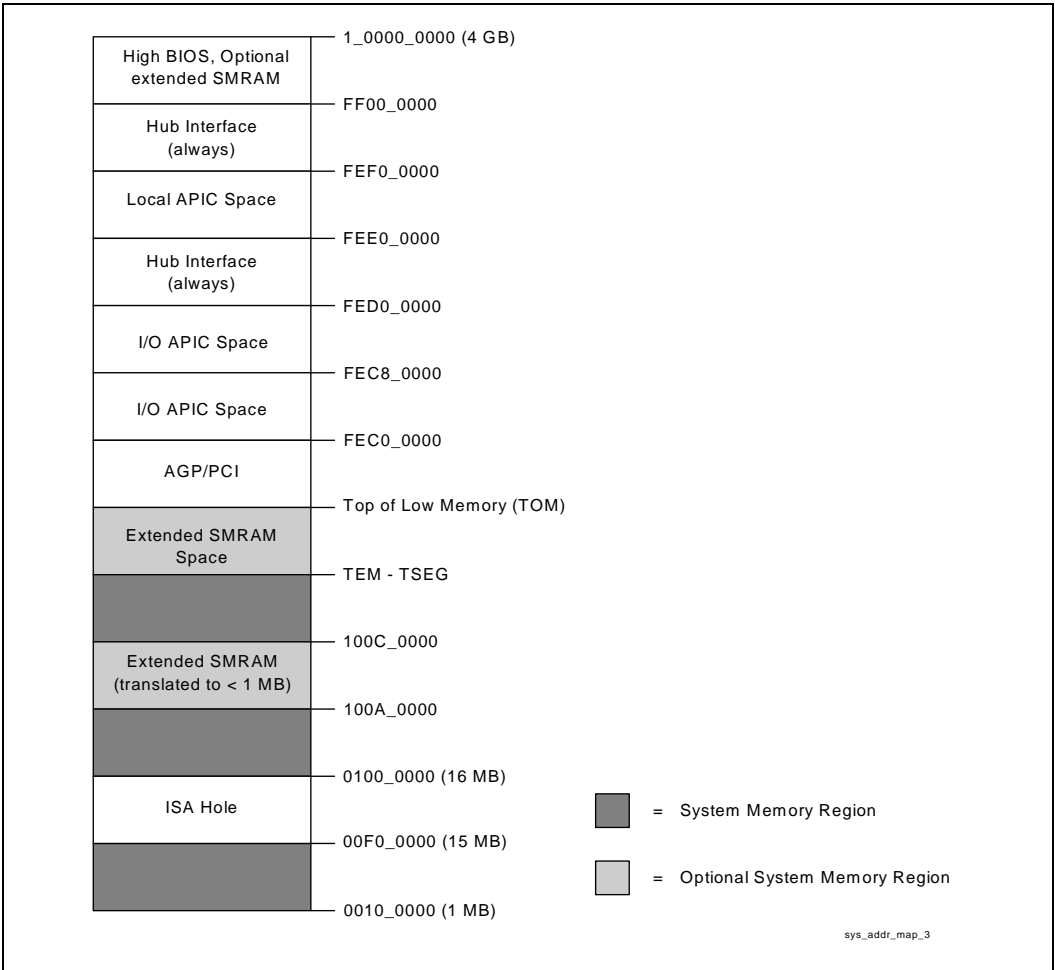 1_0000_0000 (4 GB)
High BIOS, Optional
extended SMRAM
FF00_0000
Hub Interface
(always)
FEF0_0000
Local APIC Space
FEE0_0000
Hub Interface
(always)
FED0_0000
I/O APIC Space
FEC8_0000
I/O APIC Space
FEC0_0000
AGP/PCI
Top of Low Memory (TOM)
Extended SMRAM
Space
TEM - TSEG
100C_0000
Extended SMRAM
(translated to < 1 MB)
100A_0000
0100_0000 (16 MB)
ISA Hole
= System Memory Region
00F0_0000 (15 MB)
= Optional System Memory Region
0010_0000 (1 MB)
sys_addr_map_3